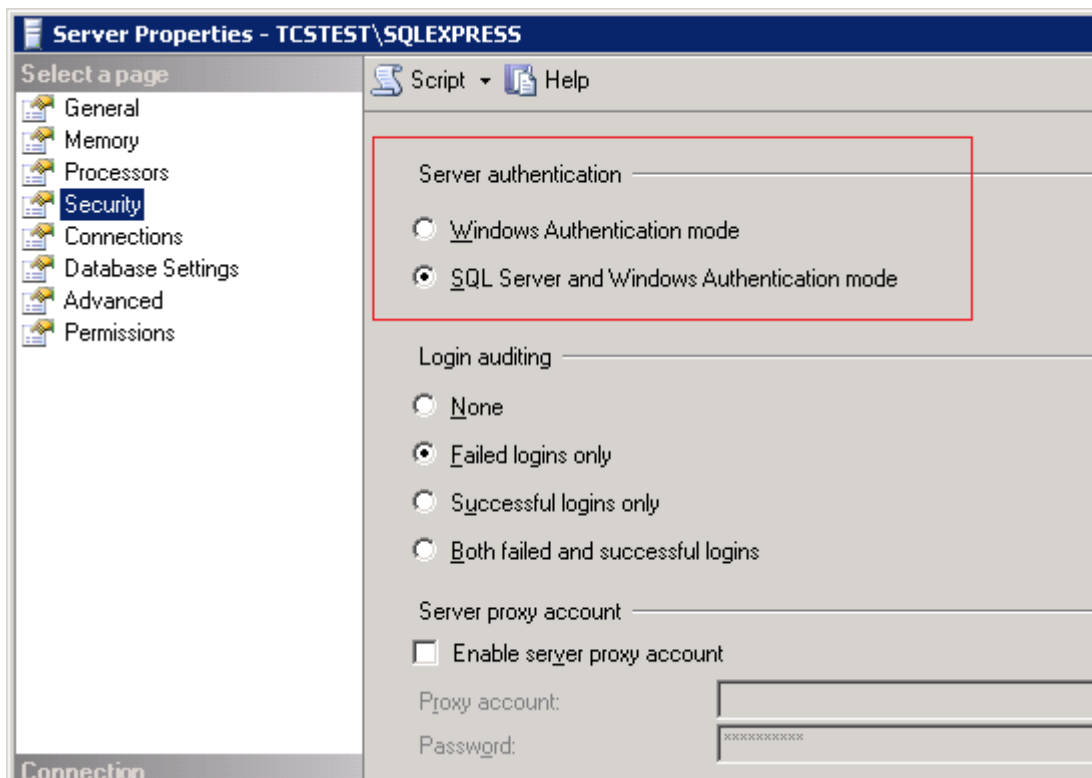 Server Properties - TCSTEST\SQLEXPRESS
Select a page
General
Memory
Processors
Security
Connections
Database Settings
Advanced
Permissions
Connection
Script Help
Server authentication
Windows Authentication mode
SQL Server and Windows Authentication mode
Login auditing
None
Failed logins only
Successful logins only
Both failed and successful logins
Server proxy account
Enable server proxy account
Proxy account:
Password: **********